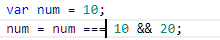 var num = 10;
num = num === 10 && 20;